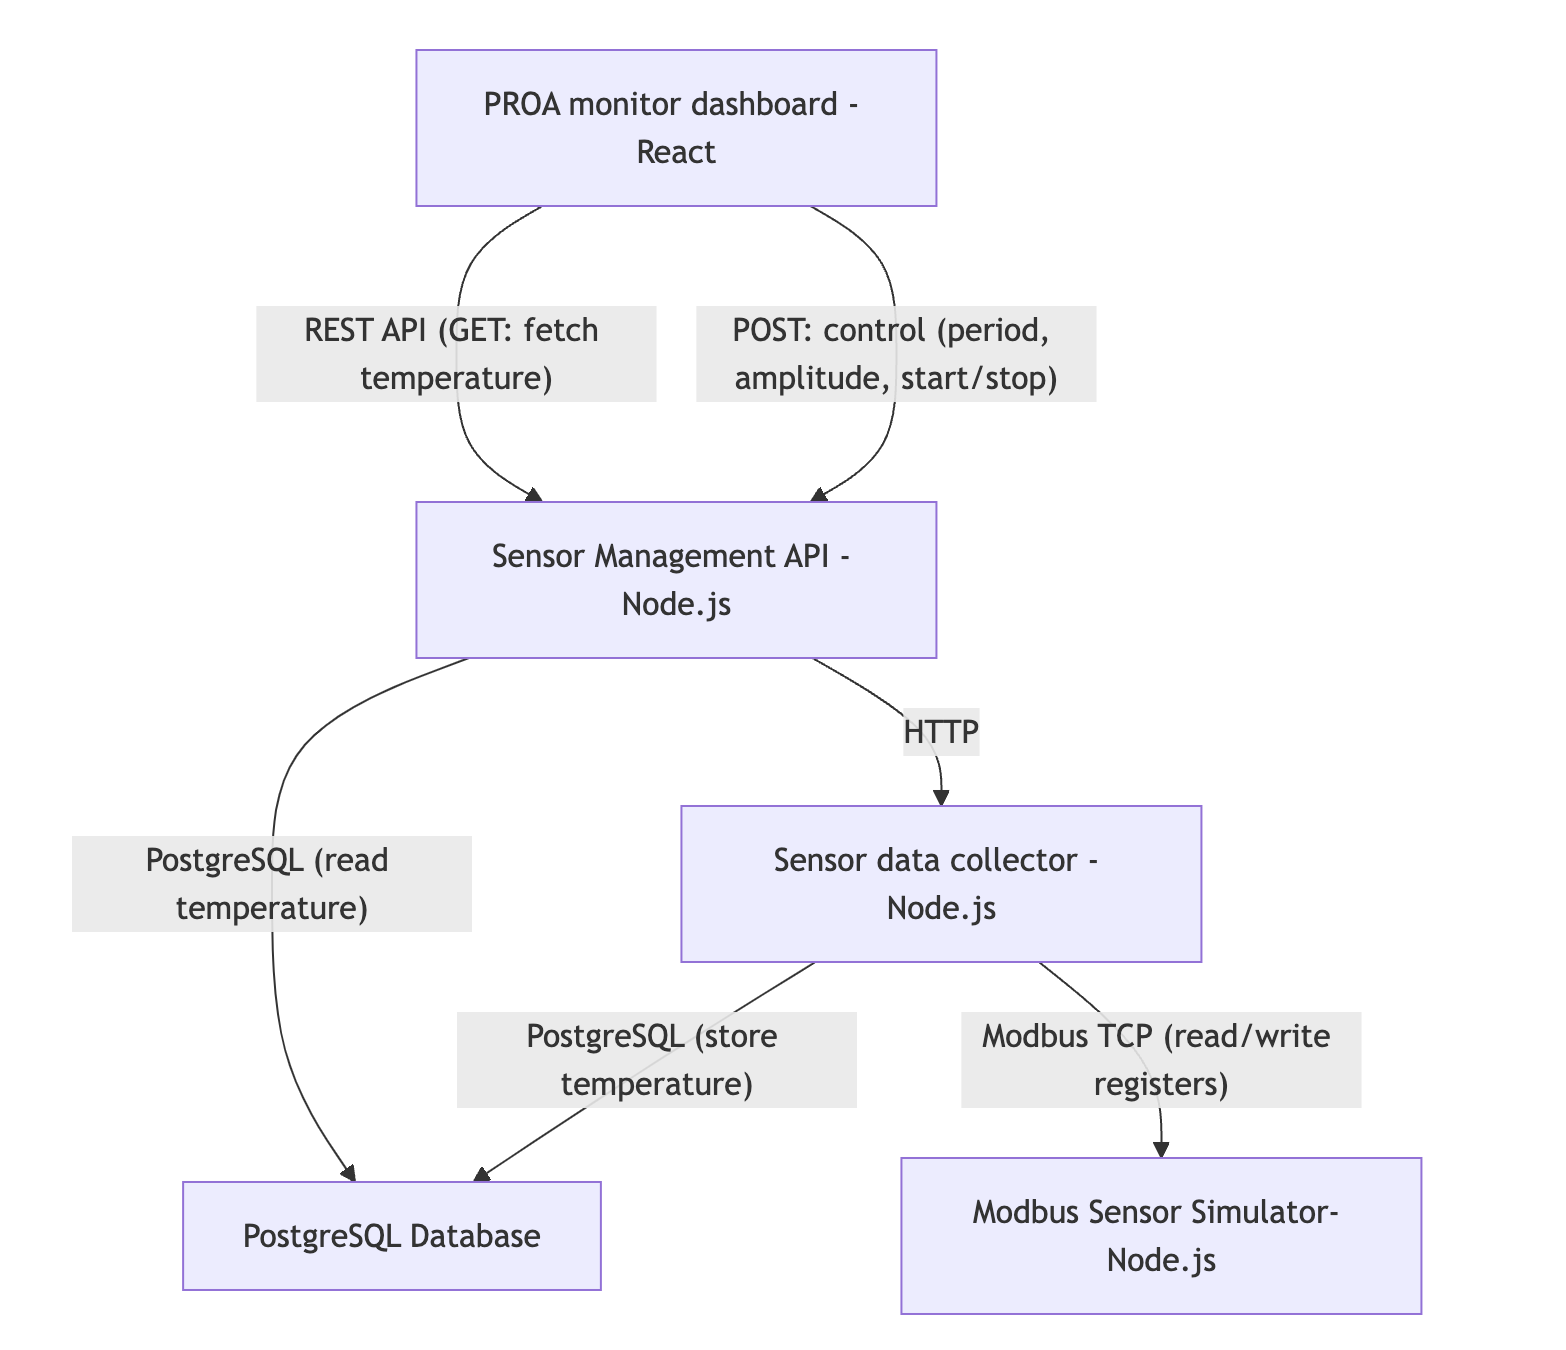 PROA monitor dashboard -
React
REST API (GET: fetch
temperature)
POST: control (period,
amplitude, start/stop)
Sensor Management API -
Node.js
HTTP
PostgreSQL (read
temperature)
Sensor data collector -
Node.js
PostgreSQL (store
temperature)
Modbus TCP (read/write
registers)
PostgreSQL Database
Modbus Sensor Simulator-
Node.js